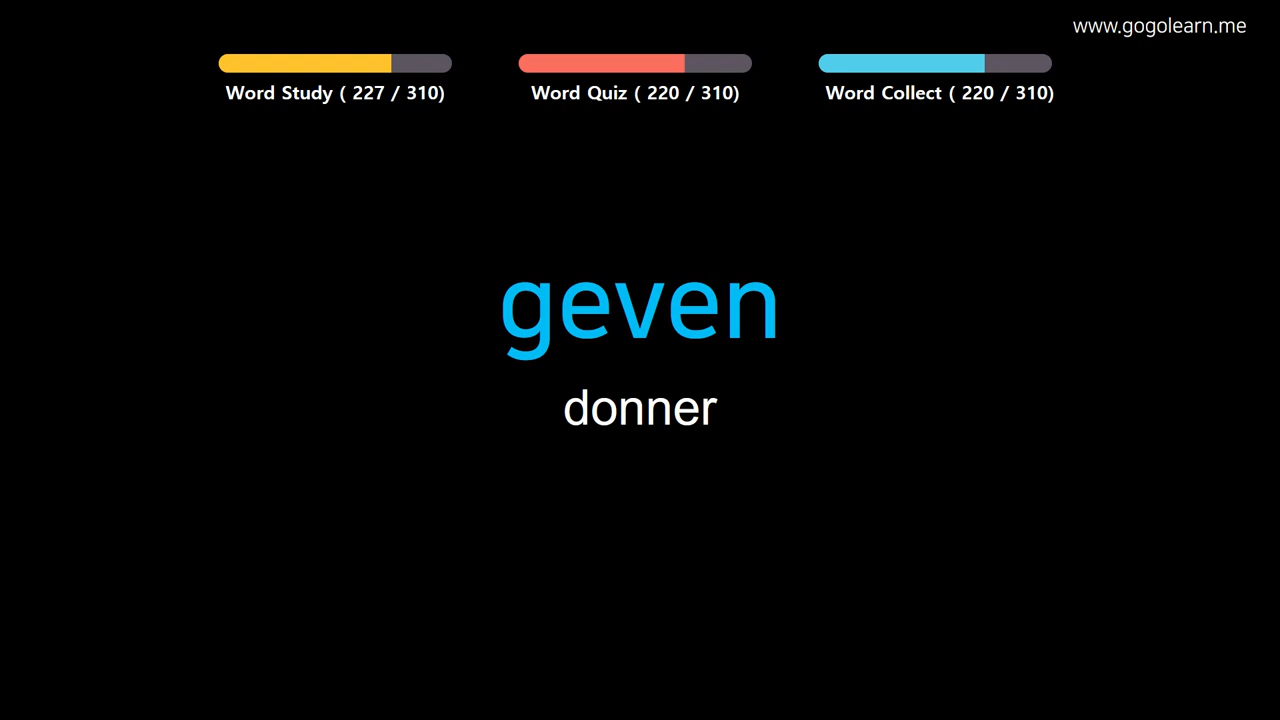 www.gogolearn.me
Word Study ( 227 / 310)
Word Quiz ( 220 / 310)
Word Collect ( 220 / 310)
geven
donner